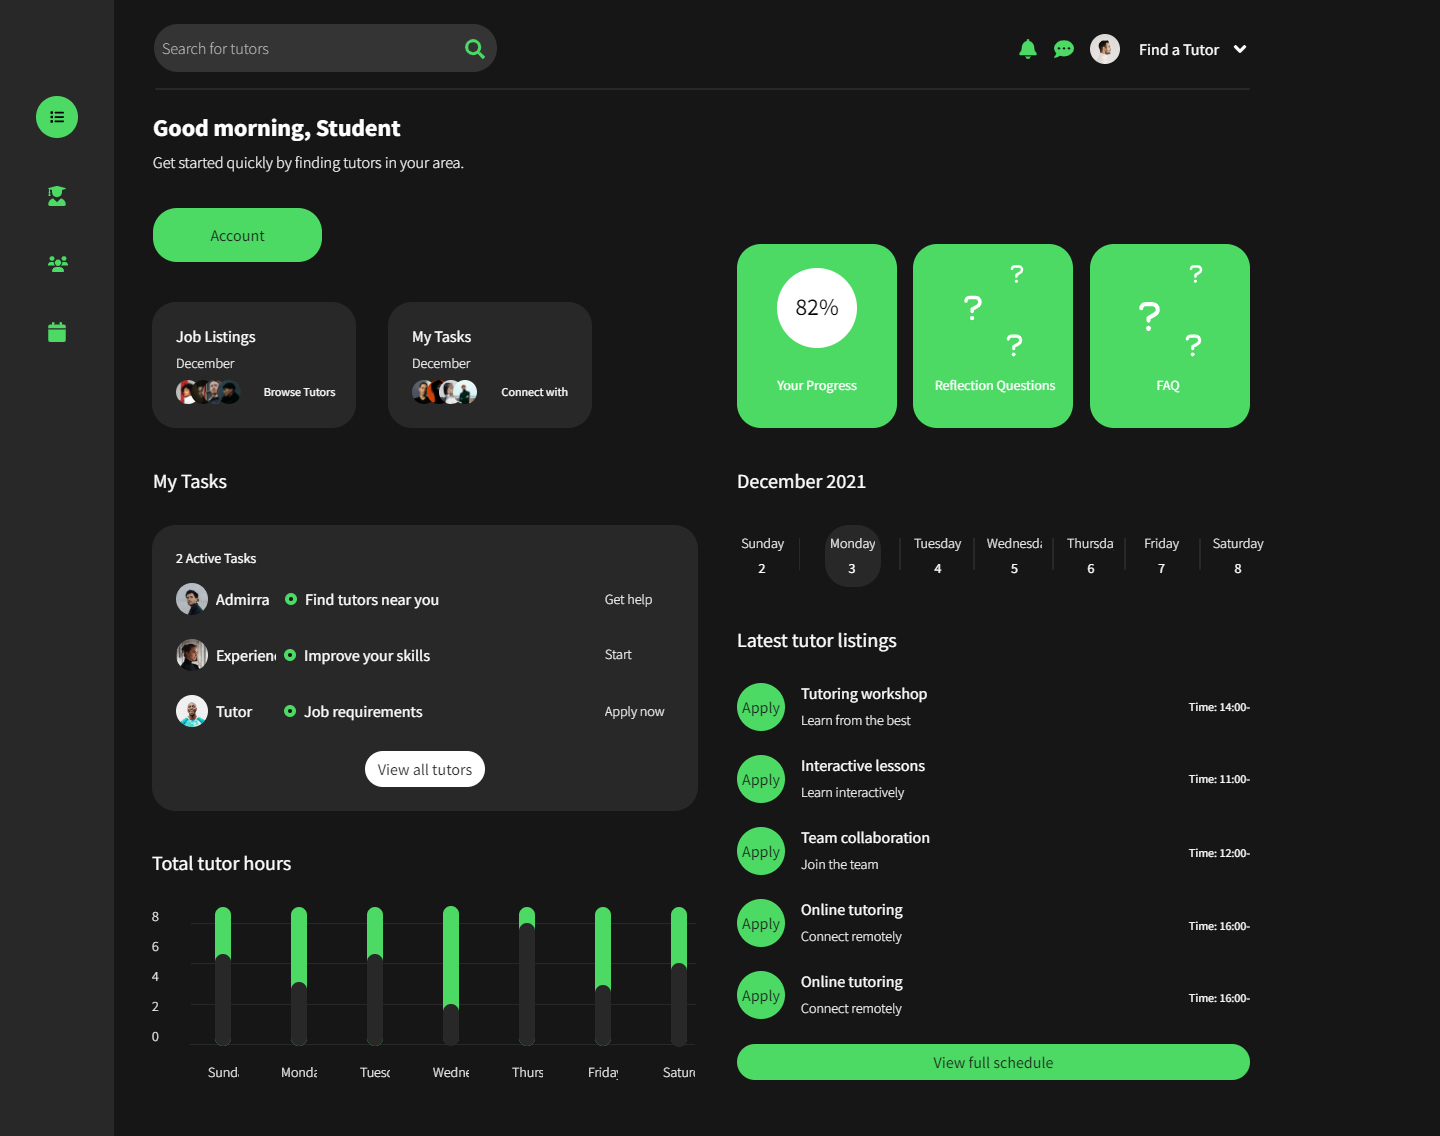 Search for tutors
Find a Tutor
Good morning, Student
Get started quickly by finding tutors in your area.
Account
Job Listings
December
Browse Tutors
My Tasks
December
Connect with
82%
Your Progress
?
?
?
Reflection Questions
?
?
?
FAQ
My Tasks
2 Active Tasks
Admirra
Find tutors near you
Get help
Experienc
Improve your skills
Start
Tutor
Job requirements
Apply now
View all tutors
December 2021
Sunday
2
Monday
3
Tuesday
4
Wednesda
5
Thursda
6
Friday
7
Saturday
8
Latest tutor listings
Apply
Tutoring workshop
Learn from the best
Time: 14:00-
Apply
Interactive lessons
Learn interactively
Time: 11:00-
Apply
Team collaboration
Join the team
Time: 12:00-
Apply
Online tutoring
Connect remotely
Time: 16:00-
Apply
Online tutoring
Connect remotely
Time: 16:00-
View full schedule
Total tutor hours
8
6
4
2
0
Sund
Monda
Tuesd
Wedne
Thurs
Friday
Satur